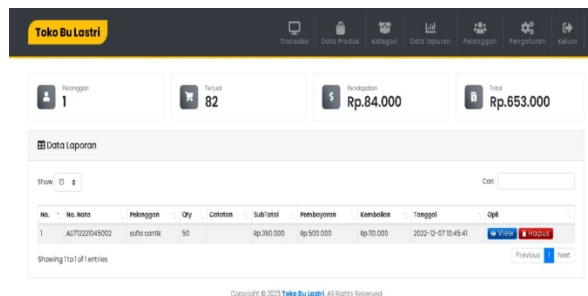 Toko Bu Lastri
Transaksi Data Produk Kategori Data laporan Pelanggan Pengaturan Keluar
Pelanggan
1
Terjual
82
Pendapatan
Rp.84.000
Total
Rp.653.000
Data Laporan
Show 10
Cari:
No. No. Nota Pelanggan Qty Catatan SubTotal Pembayaran Kembalian Tanggal Opsi
1 AD712221045002 sofia cantik 50 Rp.390.000 Rp.500.000 Rp.110.000 2022-12-07 10:45:41 View Hapus
Showing 1 to 1 of 1 entries
Previous 1 Next
Copyright © 2023 Toko Bu Lastri. All Rights Reserved